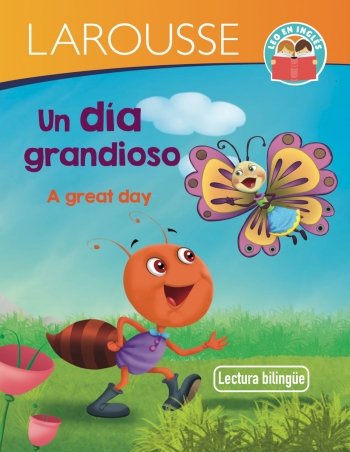 LAROUSSE
LEO EN INGLÉS
Un día
grandioso
A great day
Lectura bilingüe